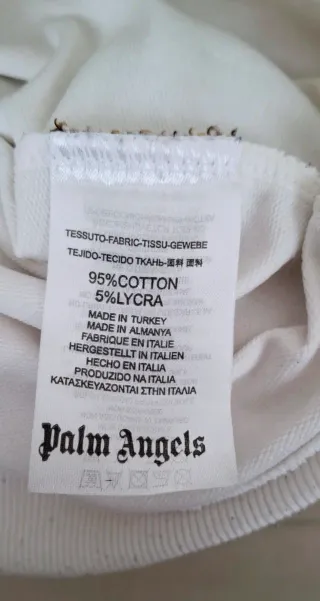 TESSUTO-FABRIC-TISSU-GEWEBE
TEJIDO-TECIDO ТКАНЬ-面料 面料
95%COTTON
5%LYCRA
MADE IN TURKEY
MADE IN ALMANYA
FABRIQUE EN ITALIE
HERGESTELLT IN ITALIEN
HECHO EN ITALIA
PRODUZIDO NA ITALIA
ΚΑΤΑΣΚΕΥΑΖΟΝΤΑΙ ΣΤΗΝ ΙΤΑΛΙΑ
Palm Angels